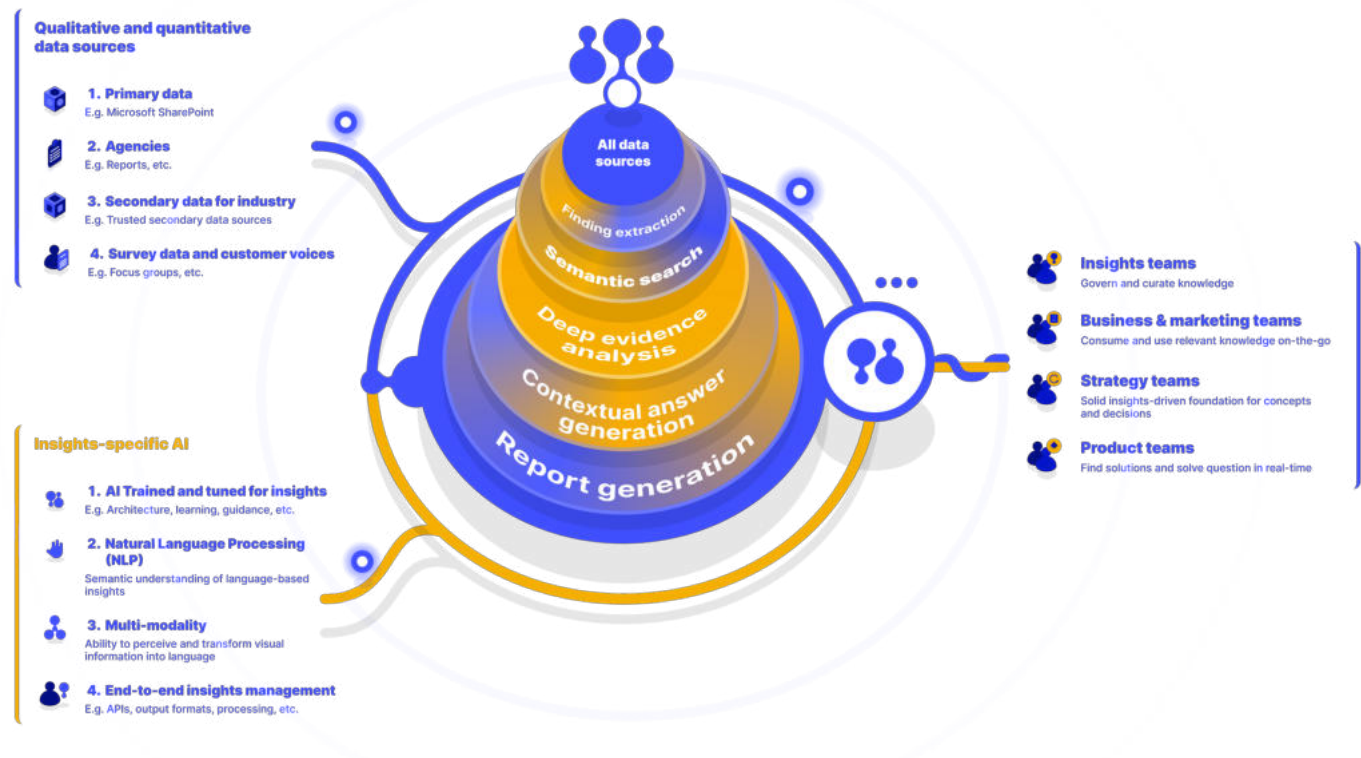 Qualitative and quantitative
data sources
1. Primary data
E.g. Microsoft SharePoint
2. Agencies
E.g. Reports, etc.
3. Secondary data for industry
E.g. Trusted secondary data sources
4. Survey data and customer voices
E.g. Focus groups, etc.
Insights-specific AI
1. AI Trained and tuned for insights
E.g. Architecture, learning, guidance, etc.
2. Natural Language Processing
(NLP)
Semantic understanding of language-based
insights
3. Multi-modality
Ability to perceive and transform visual
information into language
4. End-to-end insights management
E.g. APIs, output formats, processing, etc.
All data
sources
Finding extraction
Semantic search
Deep evidence
analysis
Contextual answer
generation
Report generation
Insights teams
Govern and curate knowledge
Business & marketing teams
Consume and use relevant knowledge on-the-go
Strategy teams
Solid insights-driven foundation for concepts
and decisions
Product teams
Find solutions and solve question in real-time